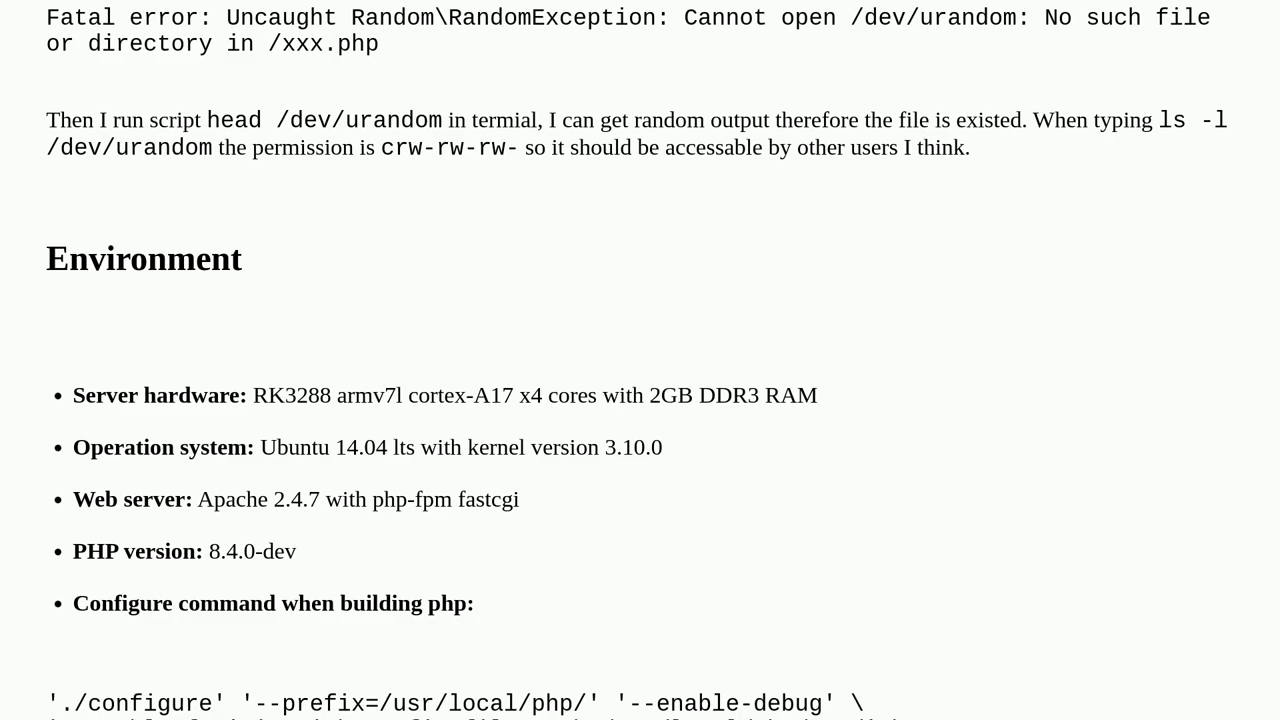 Fatal error: Uncaught Random\RandomException: Cannot open /dev/urandom: No such file
or directory in /xxx.php
Then I run script head /dev/urandom in termial, I can get random output therefore the file is existed. When typing ls -l
/dev/urandom the permission is crw-rw-rw- so it should be accessable by other users I think.
Environment
• Server hardware: RK3288 armv7l cortex-A17 x4 cores with 2GB DDR3 RAM
• Operation system: Ubuntu 14.04 lts with kernel version 3.10.0
• Web server: Apache 2.4.7 with php-fpm fastcgi
• PHP version: 8.4.0-dev
• Configure command when building php:
'./configure' '--prefix=/usr/local/php/' '--enable-debug' \